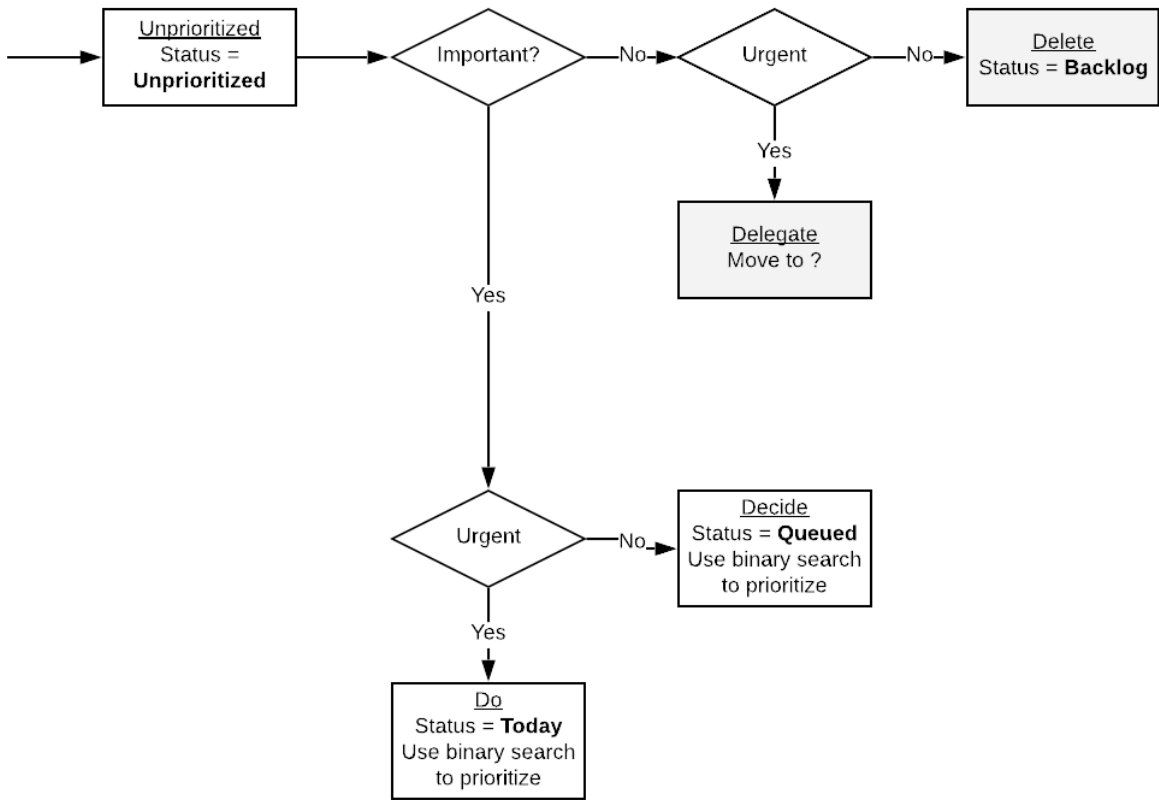 Unprioritized
Status =
Unprioritized
Important?
No
Urgent
No
Delete
Status = Backlog
Yes
Delegate
Move to ?
Yes
Urgent
No
Decide
Status = Queued
Use binary search
to prioritize
Yes
Do
Status = Today
Use binary search
to prioritize